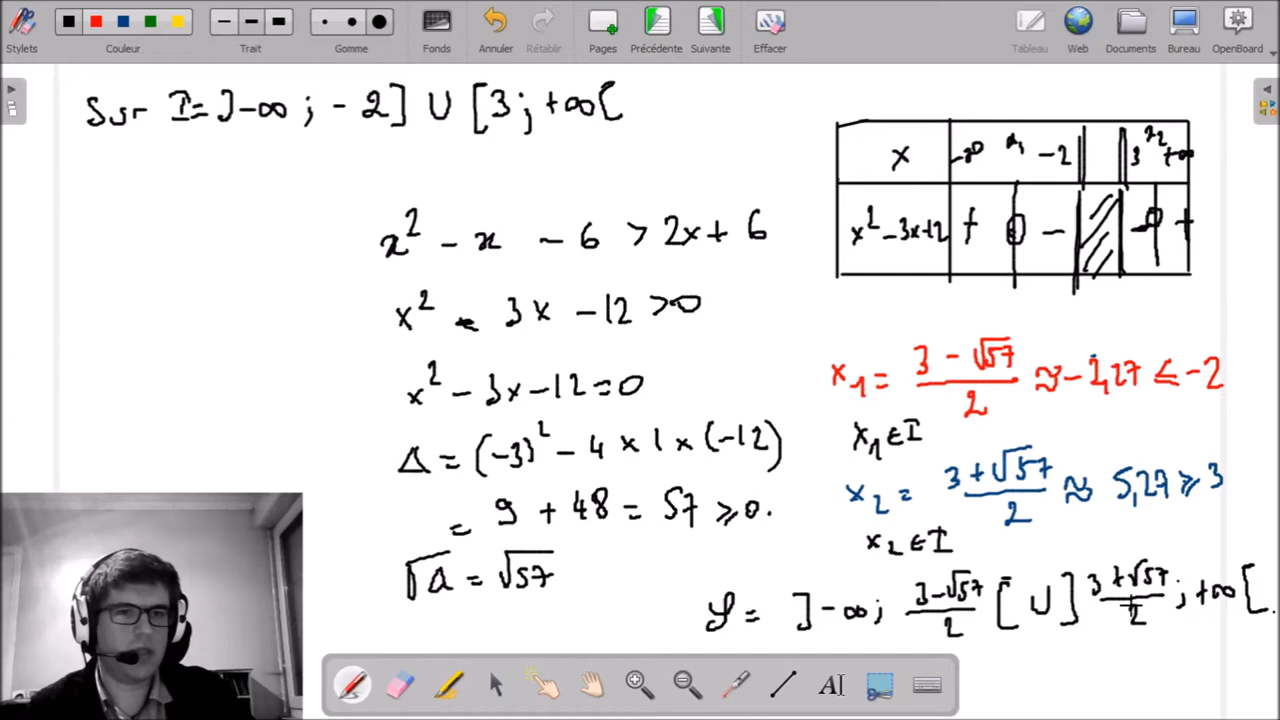 Stylets Couleur Trait Gomme Fonds Annuler Rétablir Pages Précédente Suivante Effacer Tableau Web Documents Bureau OpenBoard
Sur I = ]-∞ ; -2] ∪ [3 ; +∞[
x² - x - 6 > 2x + 6
x² - 3x - 12 > 0
x² - 3x - 12 = 0
Δ = (-3)² - 4 × 1 × (-12)
= 9 + 48 = 57 ⩾ 0.
√Δ = √57
x -∞ x₁ -2 3 x₂ +∞
x² - 3x + 12 + 0 - - 0 +
x₁ = (3 - √57)/2 ≈ -2,27 ⩽ -2
x₁ ∈ I
x₂ = (3 + √57)/2 ≈ 5,27 ⩾ 3
x₂ ∈ I
S = ]-∞ ; (3 - √57)/2 [ ∪ ] (3 + √57)/2 ; +∞[.